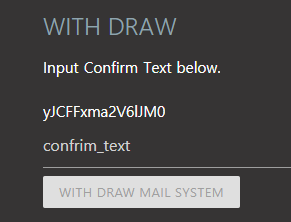 WITH DRAW
Input Confirm Text below.
yJCFFxma2V6lJM0
confrim_text
WITH DRAW MAIL SYSTEM